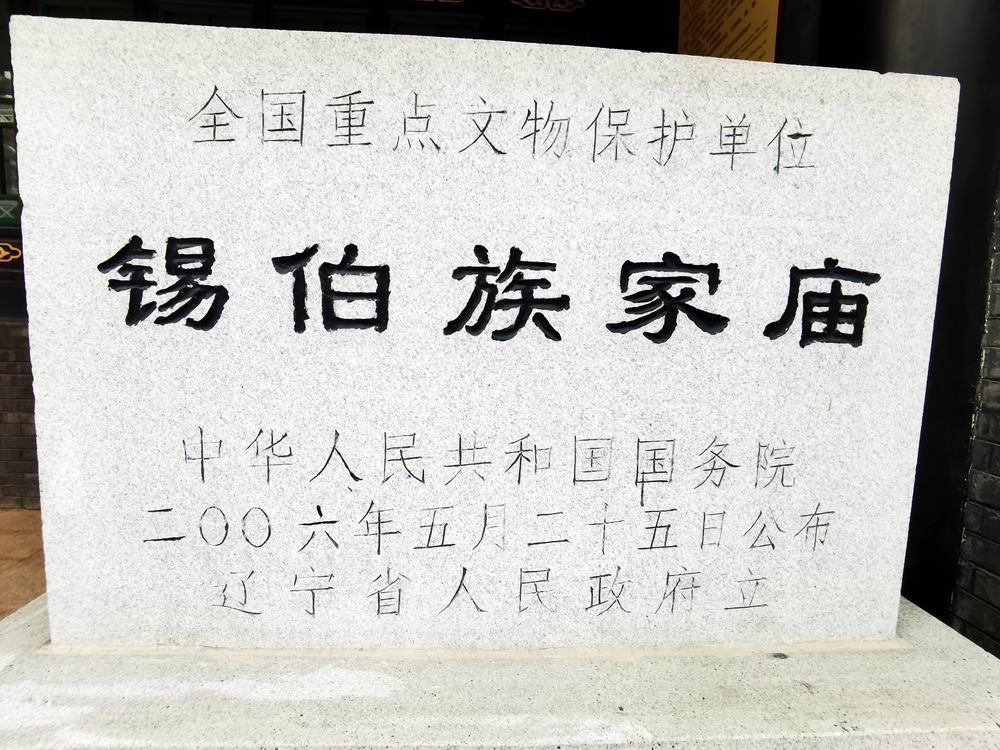 全国重点文物保护单位
锡伯族家庙
中华人民共和国国务院
二〇〇六年五月二十五日公布
辽宁省人民政府立